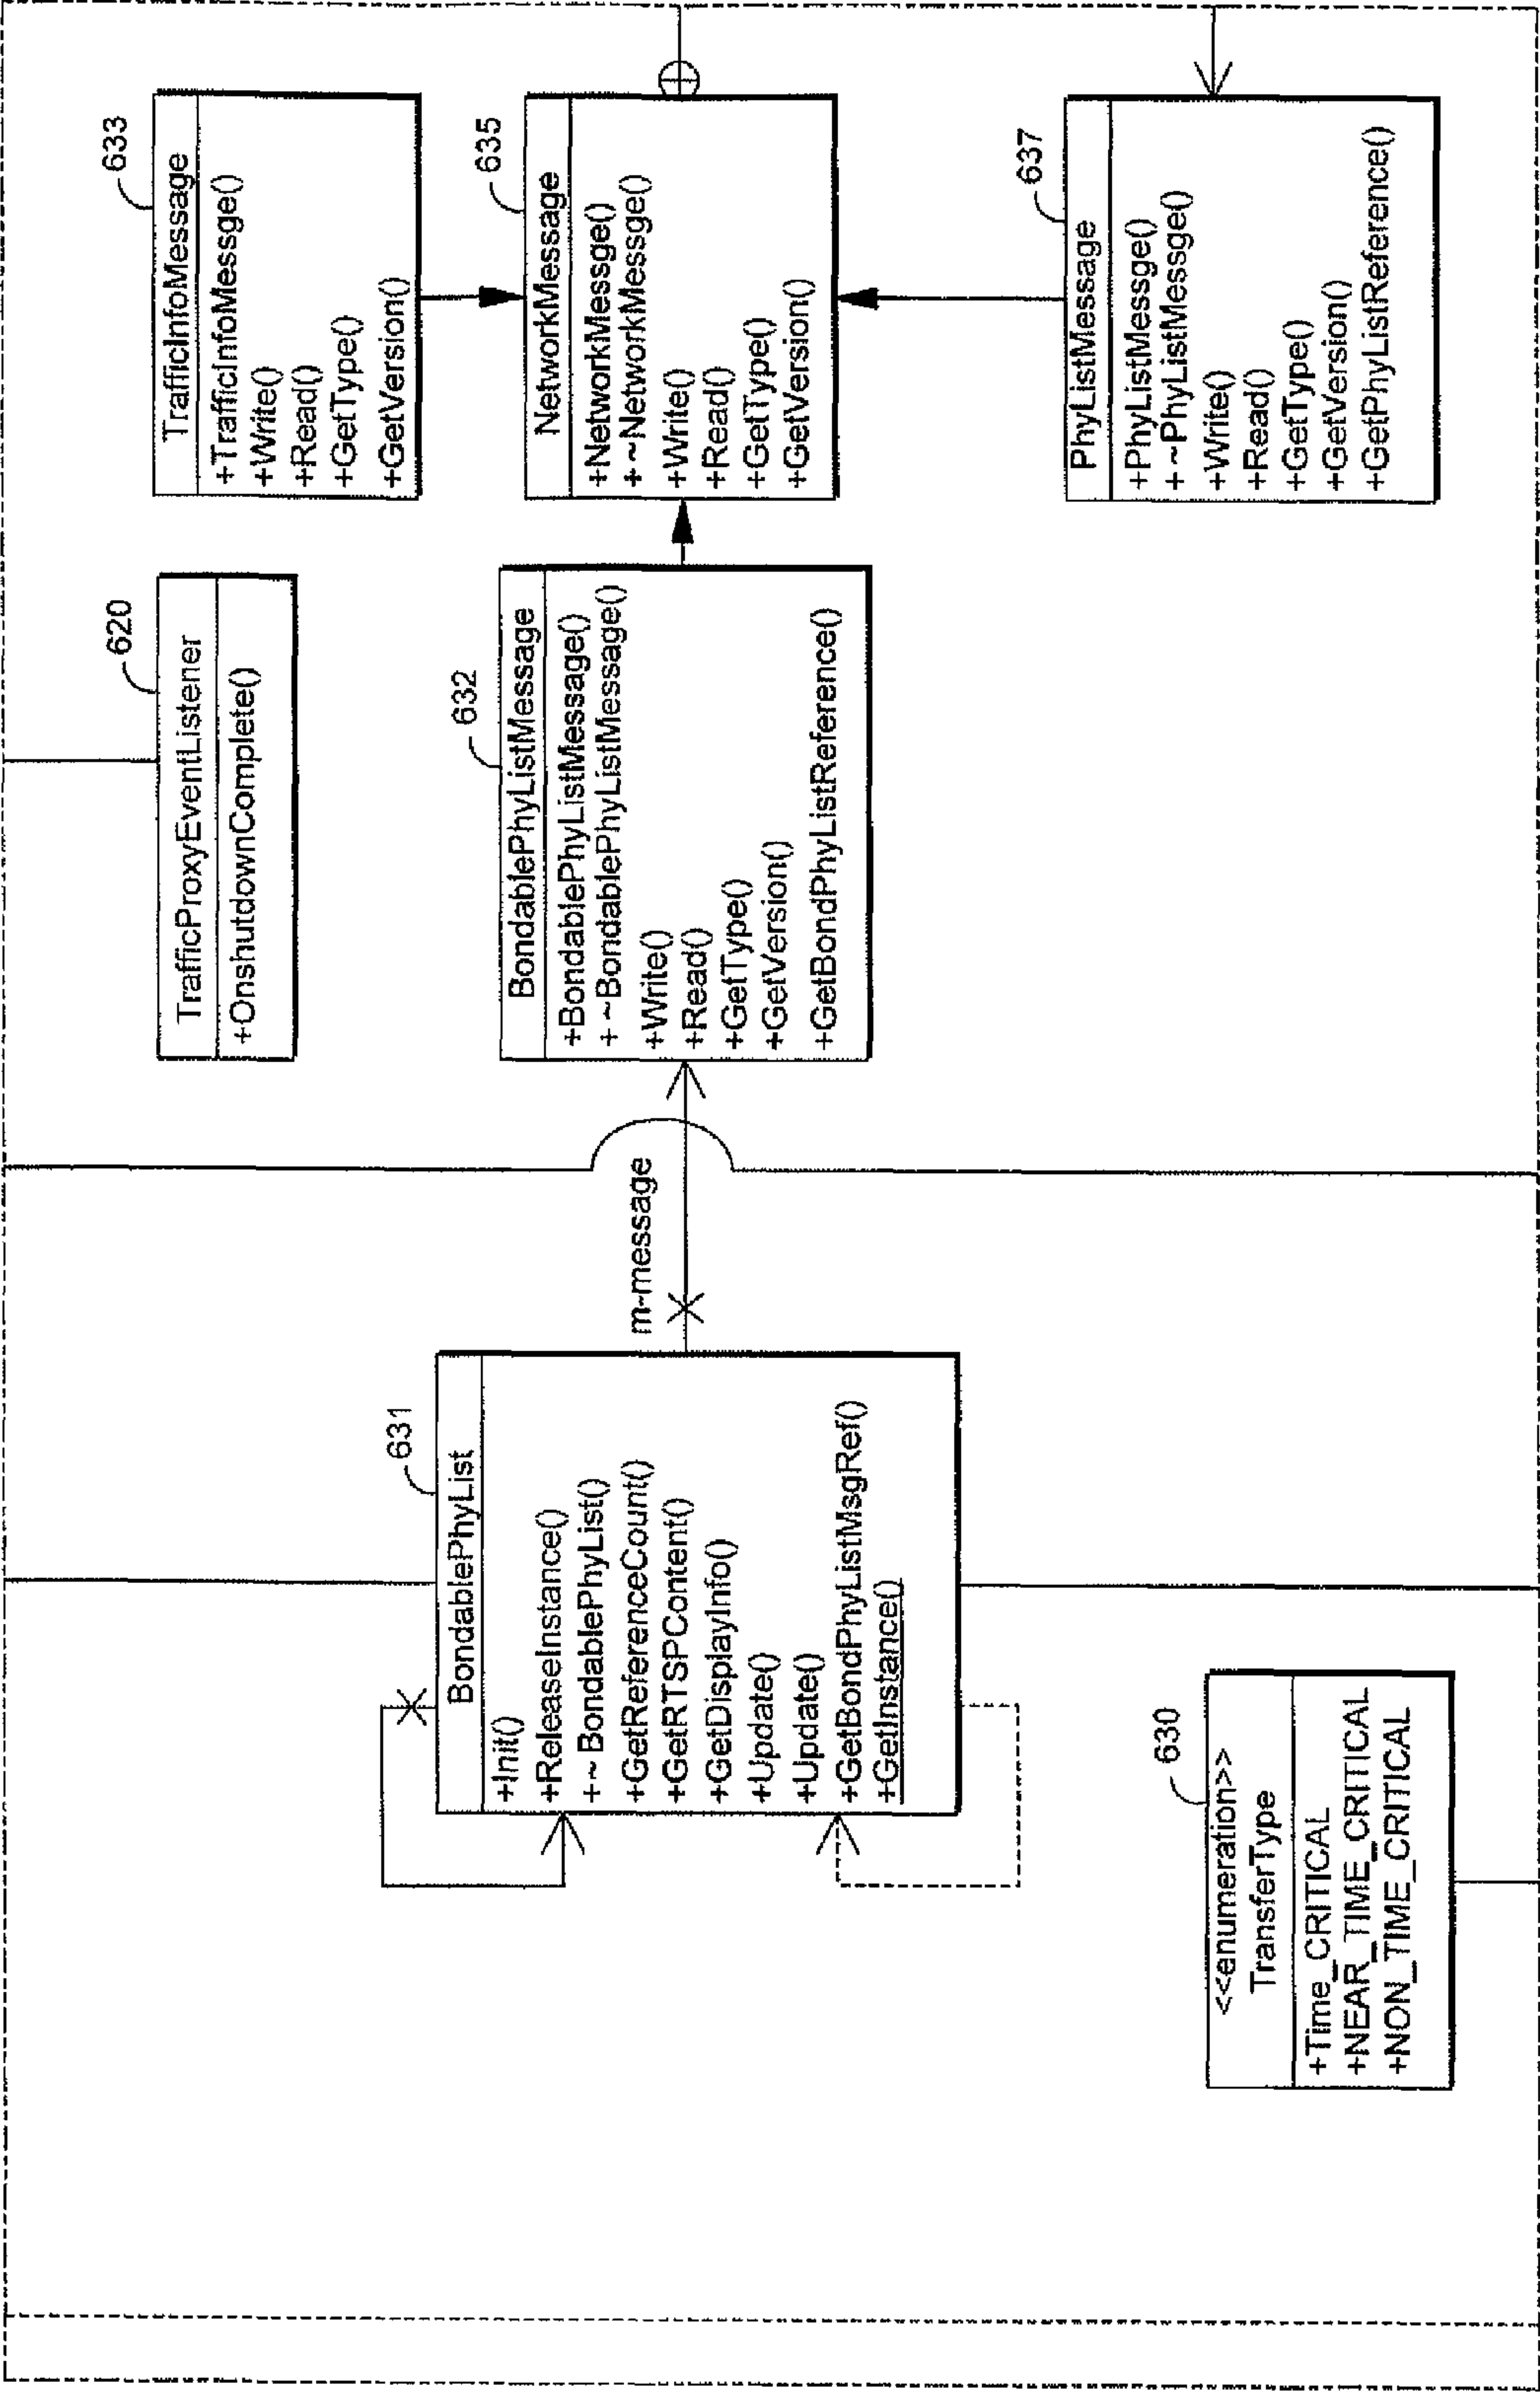 633
TrafficInfoMessage
+TrafficInfoMessge()
+Write()
+Read()
+GetType()
+GetVersion()
620
TrafficProxyEventListener
+OnshutdownComplete()
635
NetworkMessage
+NetworkMessge()
+~NetworkMessge()
+Write()
+Read()
+GetType()
+GetVersion()
632
BondablePhyListMessage
+BondablePhyListMessage()
+~BondablePhyListMessage()
+Write()
+Read()
+GetType()
+GetVersion()
+GetBondPhyListReference()
m-message
631
BondablePhyList
+Init()
+ReleaseInstance()
+~BondablePhyList()
+GetReferenceCount()
+GetRTSPContent()
+GetDisplayInfo()
+Update()
+Update()
+GetBondPhyListMsgRef()
+GetInstance()
637
PhyListMessage
+PhyListMessge()
+~PhyListMessge()
+Write()
+Read()
+GetType()
+GetVersion()
+GetPhyListReference()
630
<<enumeration>>
TransferType
+Time_CRITICAL
+NEAR_TIME_CRITICAL
+NON_TIME_CRITICAL